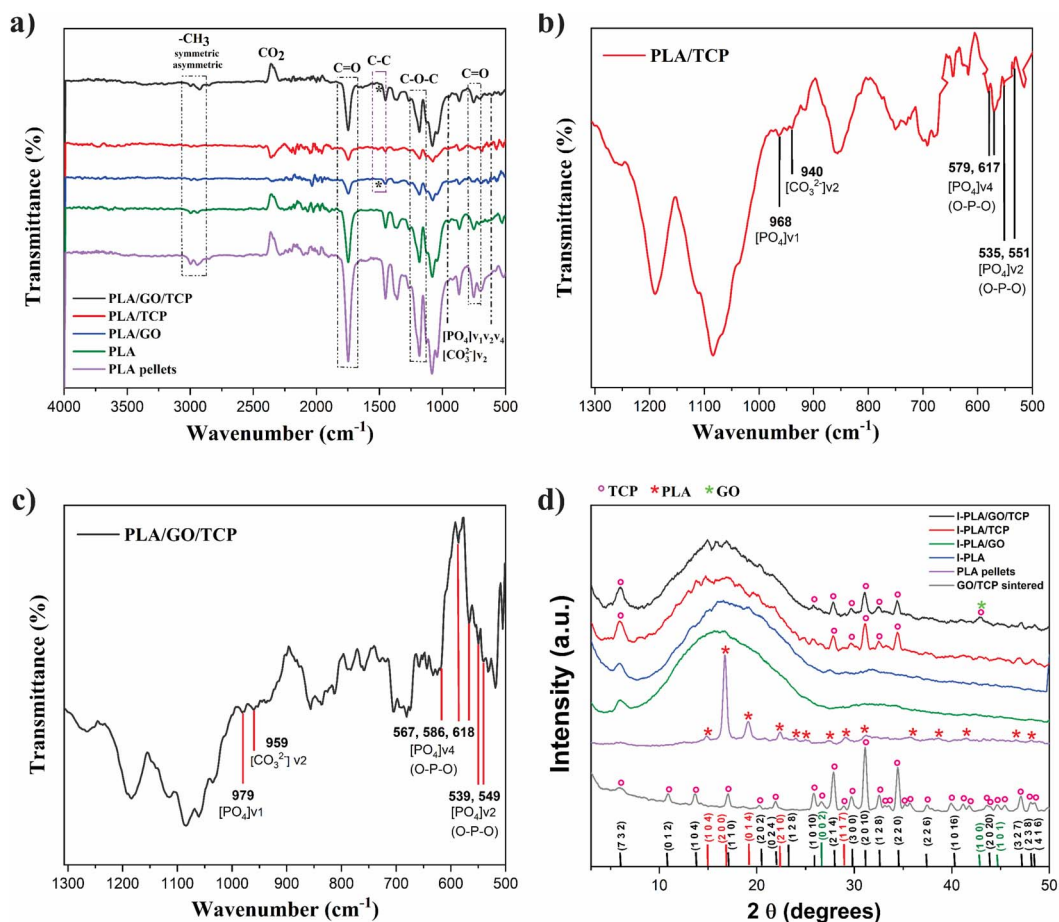 a)
-CH3
symmetric
asymmetric
CO2
C=O
C-C
C-O-C
C=O
*
*
PLA/GO/TCP
PLA/TCP
PLA/GO
PLA
PLA pellets
[PO4]v1v2v4
[CO3^2-]v2
4000 3500 3000 2500 2000 1500 1000 500
Wavenumber (cm-1)
Transmittance (%)
b)
PLA/TCP
940
[CO3^2-]v2
968
[PO4]v1
579, 617
[PO4]v4
(O-P-O)
535, 551
[PO4]v2
(O-P-O)
1300 1200 1100 1000 900 800 700 600 500
Wavenumber (cm-1)
Transmittance (%)
c)
PLA/GO/TCP
959
[CO3^2-] v2
979
[PO4]v1
567, 586, 618
[PO4]v4
(O-P-O)
539, 549
[PO4]v2
(O-P-O)
1300 1200 1100 1000 900 800 700 600 500
Wavenumber (cm-1)
Transmittance (%)
d)
TCP * PLA * GO
I-PLA/GO/TCP
I-PLA/TCP
I-PLA/GO
I-PLA
PLA pellets
GO/TCP sintered
(7 3 2)
(0 1 2)
(1 0 4)
(1 0 4)
(2 0 0)
(1 1 0)
(0 1 4)
(2 0 2)
(0 2 4)
(2 1 0)
(1 2 8)
(1 0 10)
(0 0 2)
(2 1 4)
(1 1 7)
(3 0 0)
(2 0 10)
(1 2 8)
(2 2 0)
(2 2 6)
(1 0 16)
(1 0 0)
(2 0 20)
(1 0 1)
(3 2 7)
(2 3 8)
(4 1 6)
10 20 30 40 50
2 θ (degrees)
Intensity (a.u.)